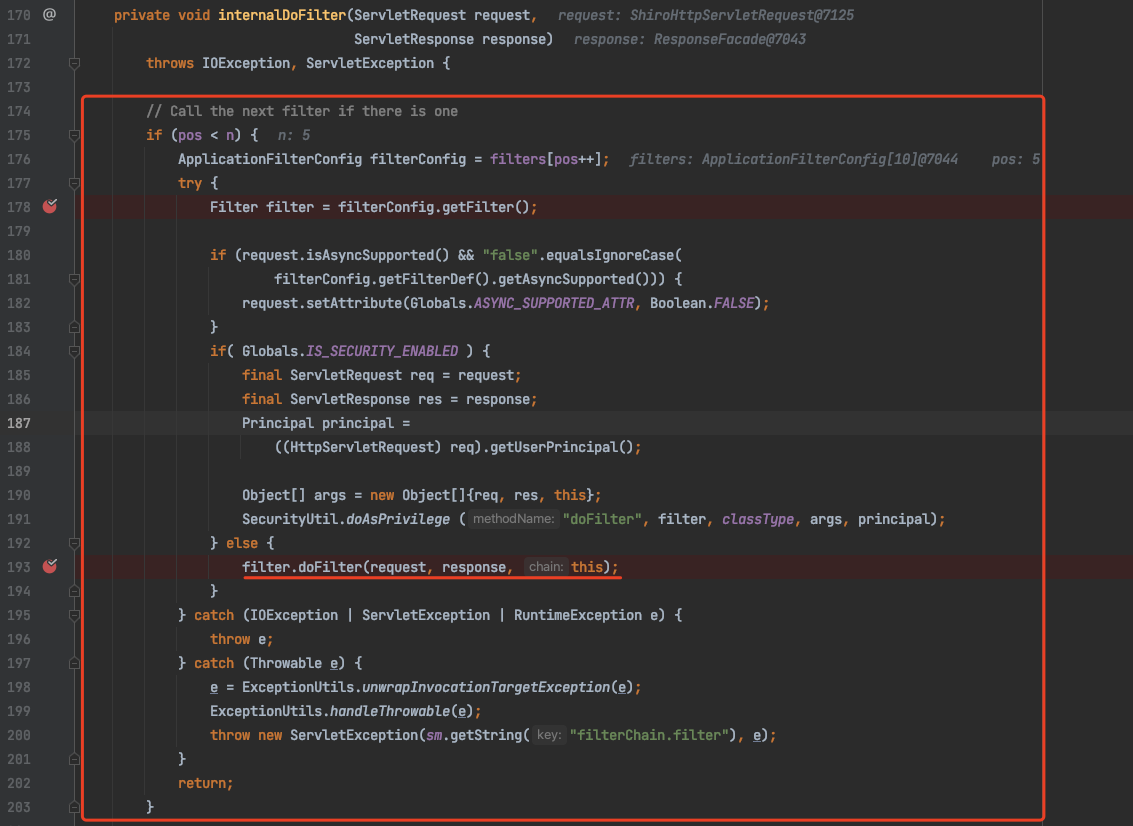 170 @ private void internalDoFilter(ServletRequest request, request: ShiroHttpServletRequest@7125
171 ServletResponse response) response: ResponseFacade@7043
172 throws IOException, ServletException {
173
174 // Call the next filter if there is one
175 if (pos < n) { n: 5
176 ApplicationFilterConfig filterConfig = filters[pos++]; filters: ApplicationFilterConfig[10]@7044 pos: 5
177 try {
178 Filter filter = filterConfig.getFilter();
179
180 if (request.isAsyncSupported() && "false".equalsIgnoreCase(
181 filterConfig.getFilterDef().getAsyncSupported())) {
182 request.setAttribute(Globals.ASYNC_SUPPORTED_ATTR, Boolean.FALSE);
183 }
184 if( Globals.IS_SECURITY_ENABLED ) {
185 final ServletRequest req = request;
186 final ServletResponse res = response;
187 Principal principal =
188 ((HttpServletRequest) req).getUserPrincipal();
189
190 Object[] args = new Object[]{req, res, this};
191 SecurityUtil.doAsPrivilege ( methodName: "doFilter", filter, classType, args, principal);
192 } else {
193 filter.doFilter(request, response, chain: this);
194 }
195 } catch (IOException | ServletException | RuntimeException e) {
196 throw e;
197 } catch (Throwable e) {
198 e = ExceptionUtils.unwrapInvocationTargetException(e);
199 ExceptionUtils.handleThrowable(e);
200 throw new ServletException(sm.getString( key: "filterChain.filter"), e);
201 }
202 return;
203 }